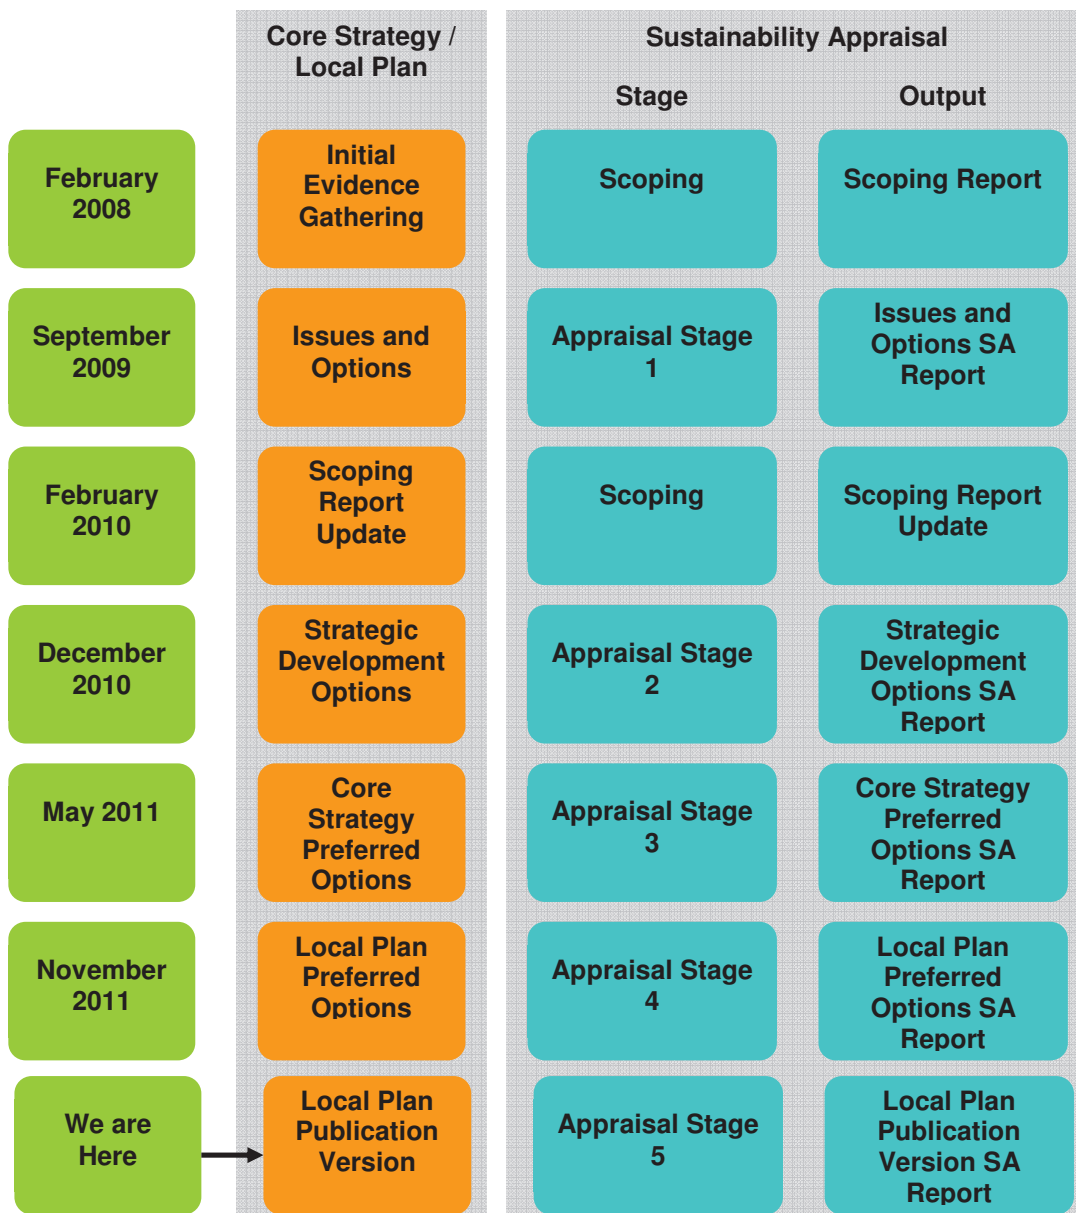 Core Strategy /
Local Plan
Sustainability Appraisal
Stage
Output
February
2008
Initial
Evidence
Gathering
Scoping
Scoping Report
September
2009
Issues and
Options
Appraisal Stage
1
Issues and
Options SA
Report
February
2010
Scoping
Report
Update
Scoping
Scoping Report
Update
December
2010
Strategic
Development
Options
Appraisal Stage
2
Strategic
Development
Options SA
Report
May 2011
Core
Strategy
Preferred
Options
Appraisal Stage
3
Core Strategy
Preferred
Options SA
Report
November
2011
Local Plan
Preferred
Options
Appraisal Stage
4
Local Plan
Preferred
Options SA
Report
We are
Here
Local Plan
Publication
Version
Appraisal Stage
5
Local Plan
Publication
Version SA
Report